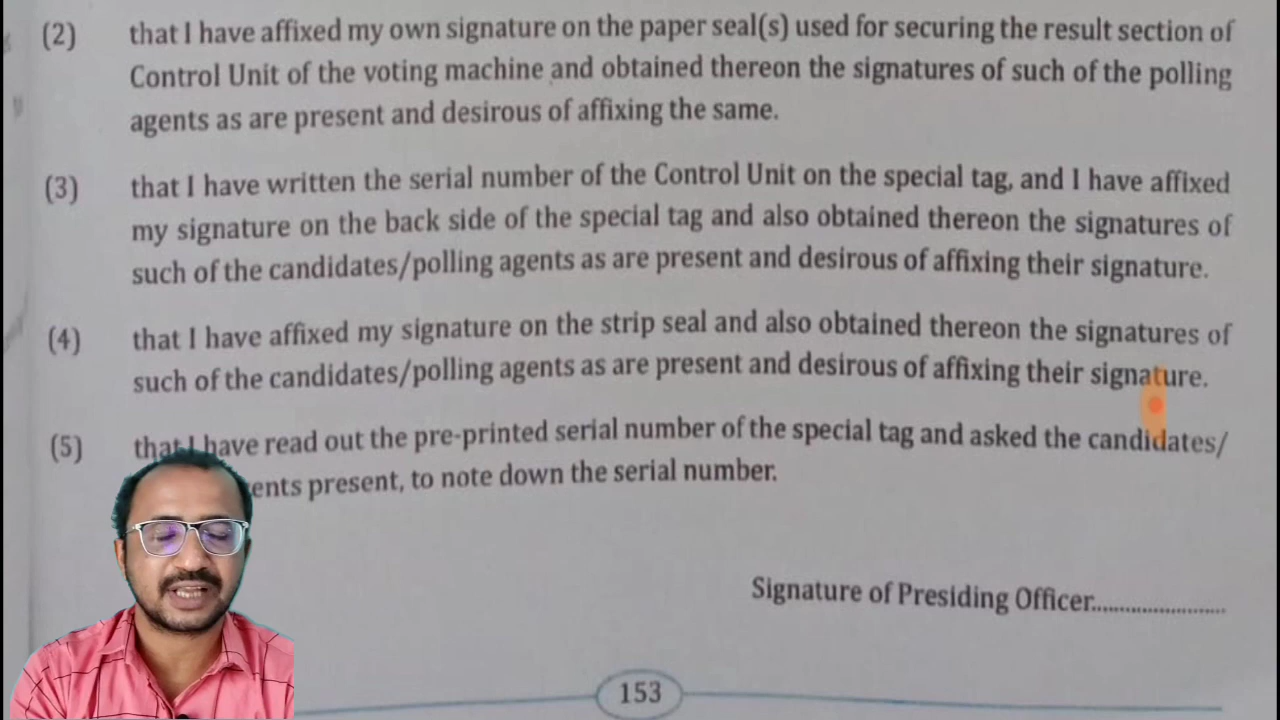 (2) that I have affixed my own signature on the paper seal(s) used for securing the result section of
Control Unit of the voting machine and obtained thereon the signatures of such of the polling
agents as are present and desirous of affixing the same.
(3) that I have written the serial number of the Control Unit on the special tag, and I have affixed
my signature on the back side of the special tag and also obtained thereon the signatures of
such of the candidates/polling agents as are present and desirous of affixing their signature.
(4) that I have affixed my signature on the strip seal and also obtained thereon the signatures of
such of the candidates/polling agents as are present and desirous of affixing their signature.
(5) that I have read out the pre-printed serial number of the special tag and asked the candidates/
ents present, to note down the serial number.
Signature of Presiding Officer........................
153